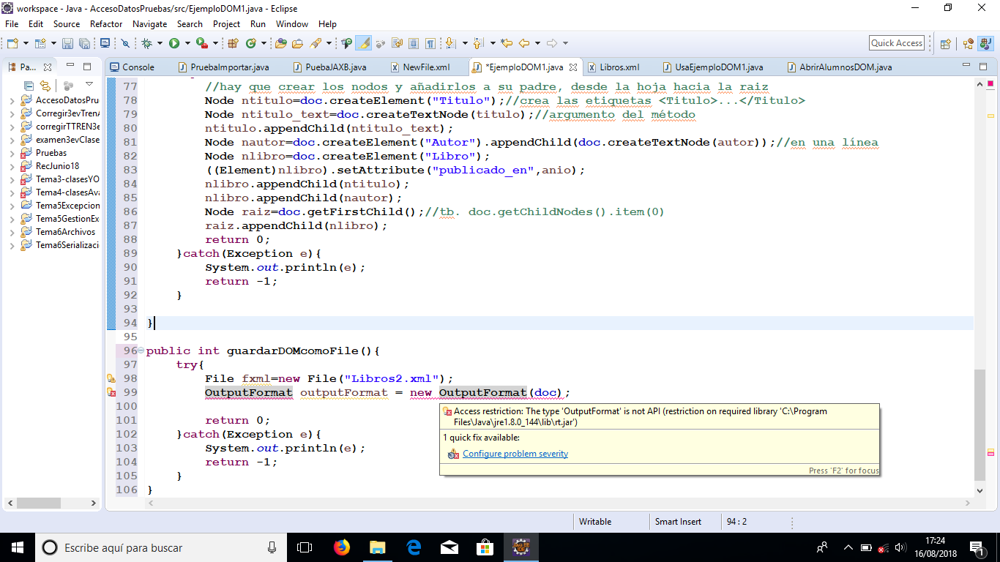 workspace - Java - AccesoDatosPruebas/src/EjemploDOM1.java - Eclipse
File Edit Source Refactor Navigate Search Project Run Window Help
Quick Access
Pa...
Console
PruebaImportar.java
PuebaJAXB.java
NewFile.xml
*EjemploDOM1.java
Libros.xml
UsaEjemploDOM1.java
AbrirAlumnosDOM.java
AccesoDatosPru
Corregir3evTrenA
corregirTTREN3e
examen3evClase
Pruebas
RecJunio18
Tema3-clasesYO
Tema4-clasesAva
Tema5Excepcion
Tema5GestionEx
Tema6Archivos
Tema6Serializaci
77 //hay que crear los nodos y añadirlos a su padre, desde la hoja hacia la raiz
78 Node ntitulo=doc.createElement("Titulo");//crea las etiquetas <Titulo>...</Titulo>
79 Node ntitulo_text=doc.createTextNode(titulo);//argumento del método
80 ntitulo.appendChild(ntitulo_text);
81 Node nautor=doc.createElement("Autor").appendChild(doc.createTextNode(autor));//en una línea
82 Node nlibro=doc.createElement("Libro");
83 ((Element)nlibro).setAttribute("publicado_en",anio);
84 nlibro.appendChild(ntitulo);
85 nlibro.appendChild(nautor);
86 Node raiz=doc.getFirstChild();//tb. doc.getChildNodes().item(0)
87 raiz.appendChild(nlibro);
88 return 0;
89 }catch(Exception e){
90 System.out.println(e);
91 return -1;
92 }
93
94 }
95
96 public int guardarDOMcomoFile(){
97 try{
98 File fxml=new File("Libros2.xml");
99 OutputFormat outputFormat = new OutputFormat(doc);
100
101 return 0;
102 }catch(Exception e){
103 System.out.println(e);
104 return -1;
105 }
106 }
Access restriction: The type 'OutputFormat' is not API (restriction on required library 'C:\Program
Files\Java\jre1.8.0_144\lib\rt.jar')
1 quick fix available:
Configure problem severity
Press 'F2' for focus
Writable
Smart Insert
94 : 2
Escribe aquí para buscar
17:24
16/08/2018
1